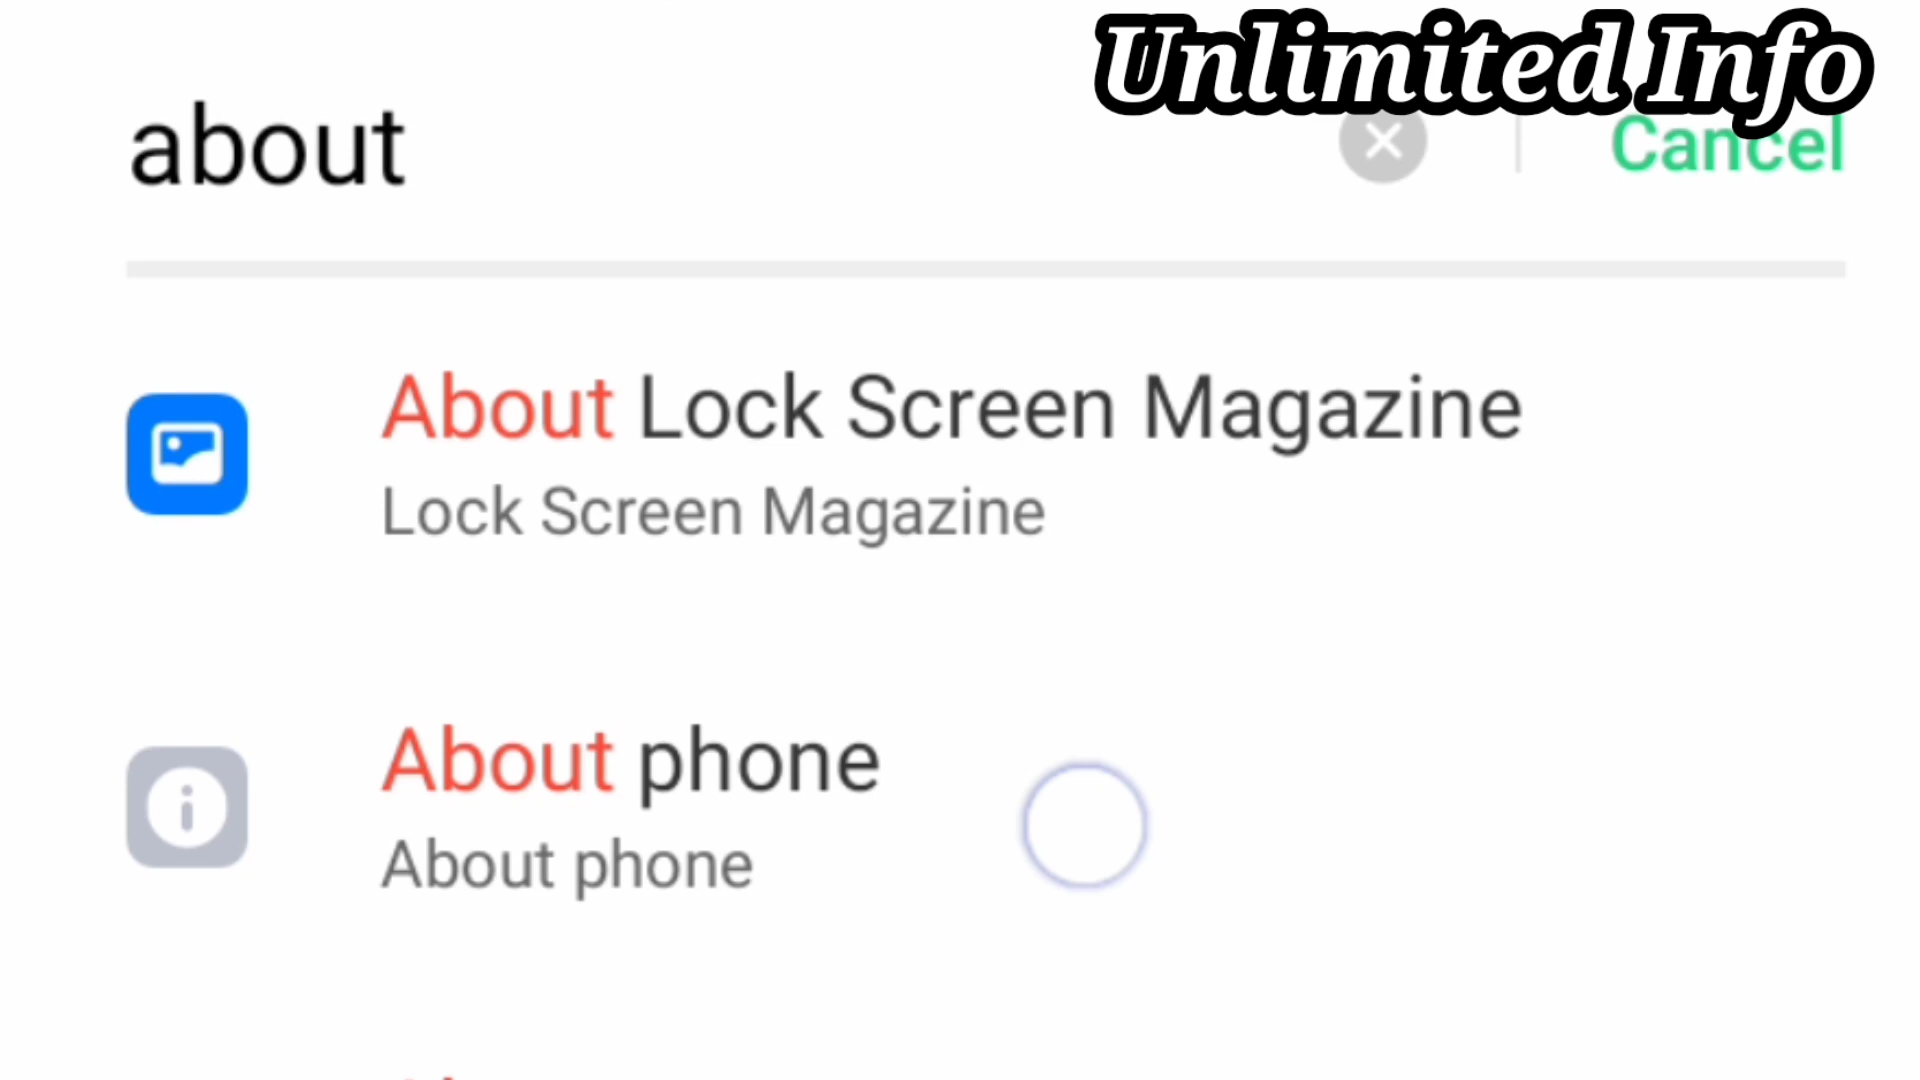 Unlimited Info
about
Cancel
About Lock Screen Magazine
Lock Screen Magazine
About phone
About phone